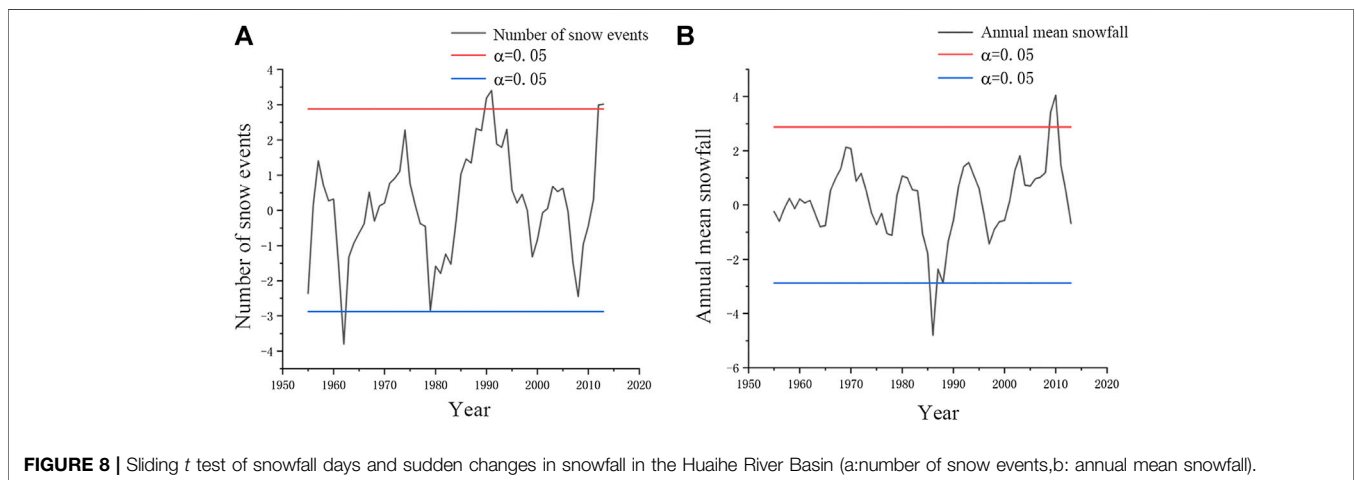 A
Number of snow events
α=0.05
α=0.05
4
3
2
1
0
-1
-2
-3
-4
Number of snow events
1950
1960
1970
1980
1990
2000
2010
2020
Year
B
Annual mean snowfall
α=0.05
α=0.05
4
2
0
-2
-4
-6
Annual mean snowfall
1950
1960
1970
1980
1990
2000
2010
2020
Year
FIGURE 8 | Sliding t test of snowfall days and sudden changes in snowfall in the Huaihe River Basin (a:number of snow events,b: annual mean snowfall).